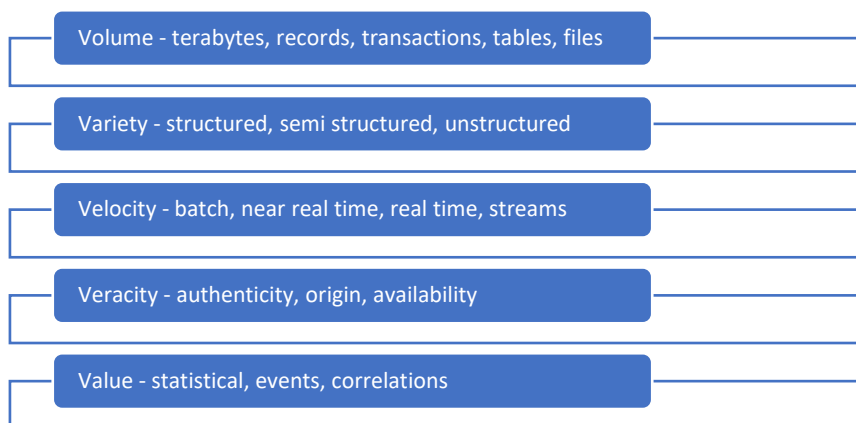 Volume - terabytes, records, transactions, tables, files
Variety - structured, semi structured, unstructured
Velocity - batch, near real time, real time, streams
Veracity - authenticity, origin, availability
Value - statistical, events, correlations